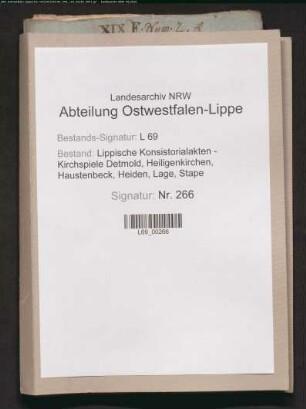 XIX
Landesarchiv NRW
Abteilung Ostwestfalen-Lippe
Bestands-Signatur: L 69
Bestand: Lippische Konsistorialakten -
Kirchspiele Detmold, Heiligenkirchen,
Haustenbeck, Heiden, Lage, Stape
Signatur: Nr. 266
L69_00266